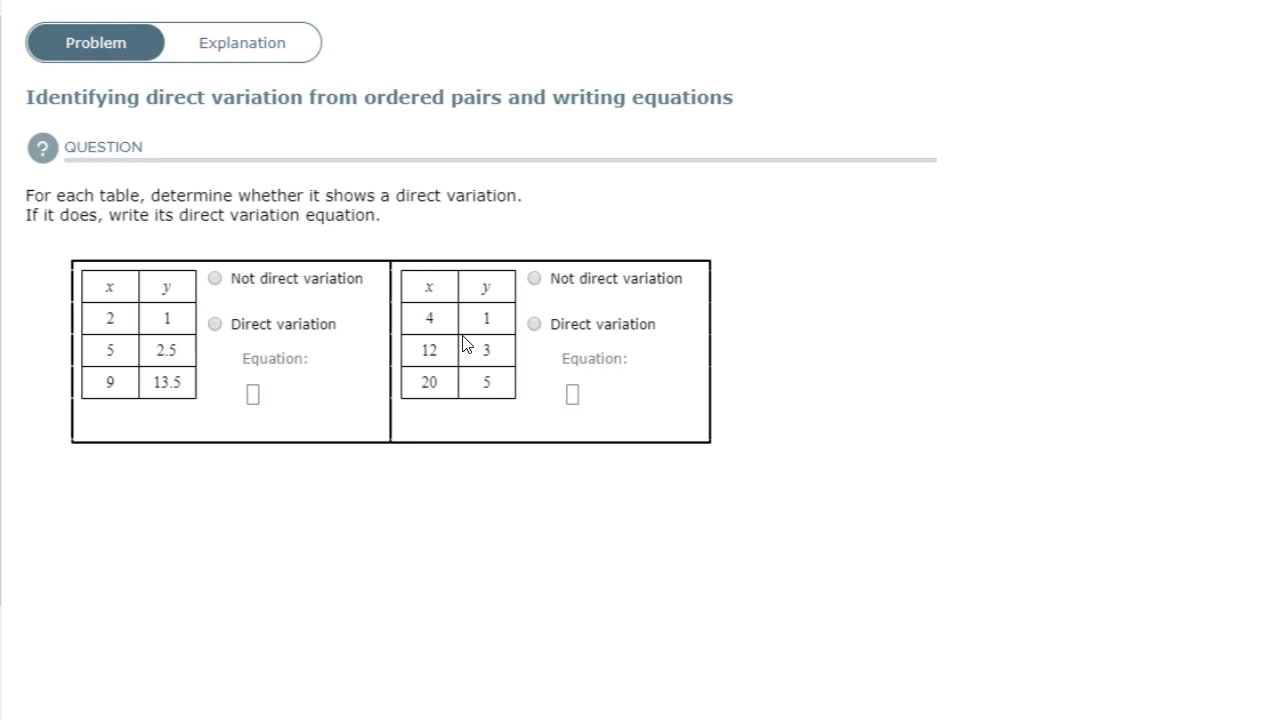 Problem Explanation
Identifying direct variation from ordered pairs and writing equations
? QUESTION
For each table, determine whether it shows a direct variation.
If it does, write its direct variation equation.
x y
2 1
5 2.5
9 13.5
Not direct variation
Direct variation
Equation:
x y
4 1
12 3
20 5
Not direct variation
Direct variation
Equation: